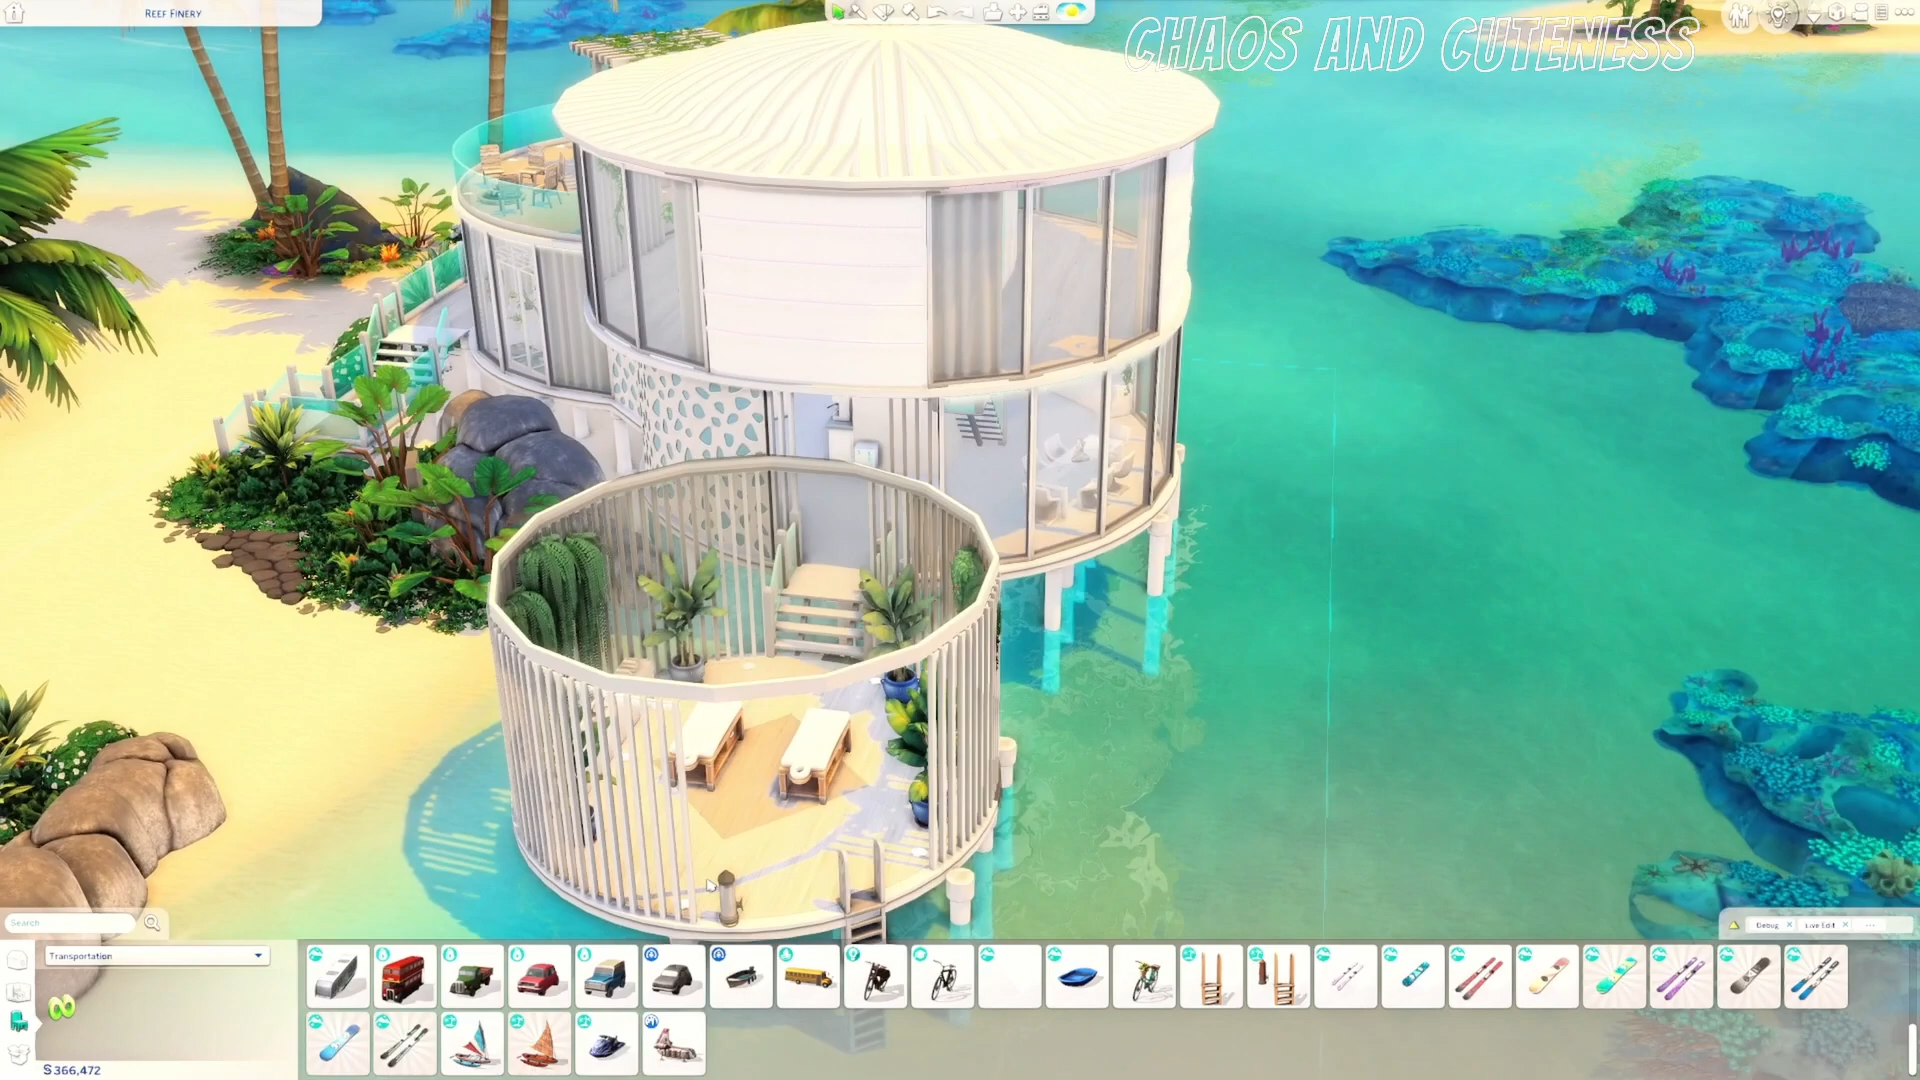 REEF FINERY
CHAOS AND CUTENESS
Search
Debug
Live Edit
Transportation
§366,472